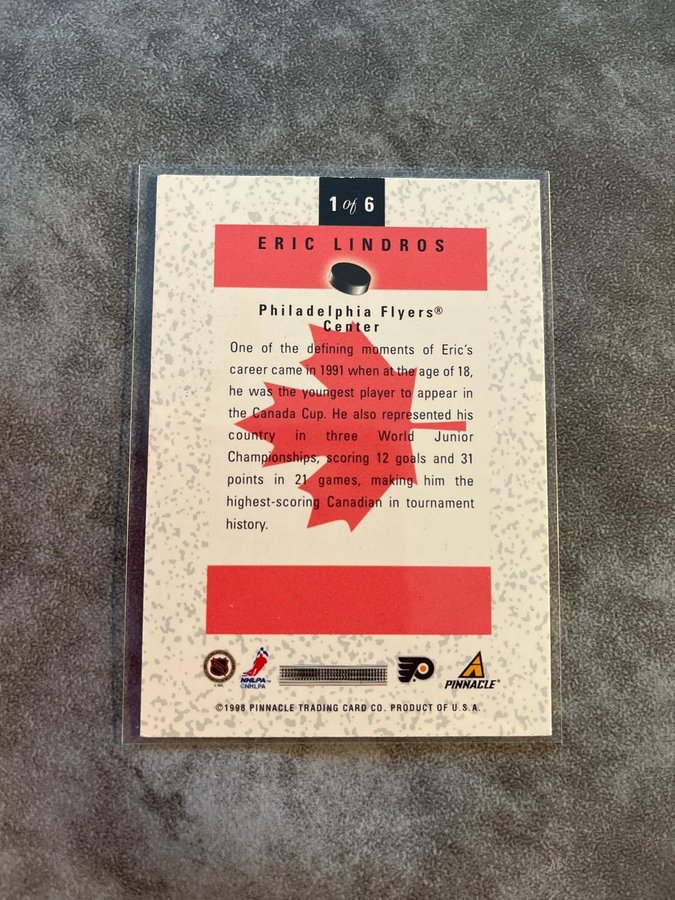 1 of 6
ERIC LINDROS
Philadelphia Flyers®
Center
One of the defining moments of Eric's
career came in 1991 when at the age of 18,
he was the youngest player to appear in
the Canada Cup. He also represented his
country in three World Junior
Championships, scoring 12 goals and 31
points in 21 games, making him the
highest-scoring Canadian in tournament
history.
NHLPA™
©NHLPA
PINNACLE®
©1998 PINNACLE TRADING CARD CO. PRODUCT OF U.S.A.